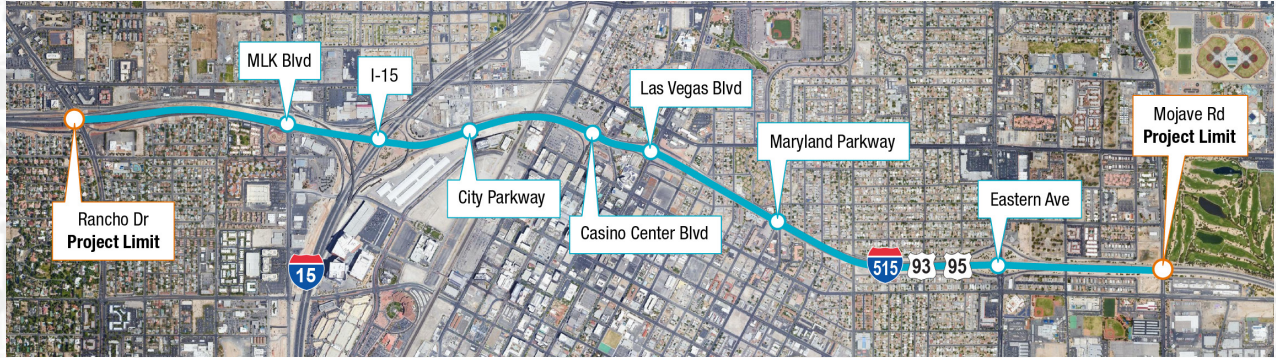 MLK Blvd
I-15
Las Vegas Blvd
Mojave Rd
Project Limit
Maryland Parkway
Eastern Ave
City Parkway
Rancho Dr
Project Limit
Casino Center Blvd
15
515
93
95